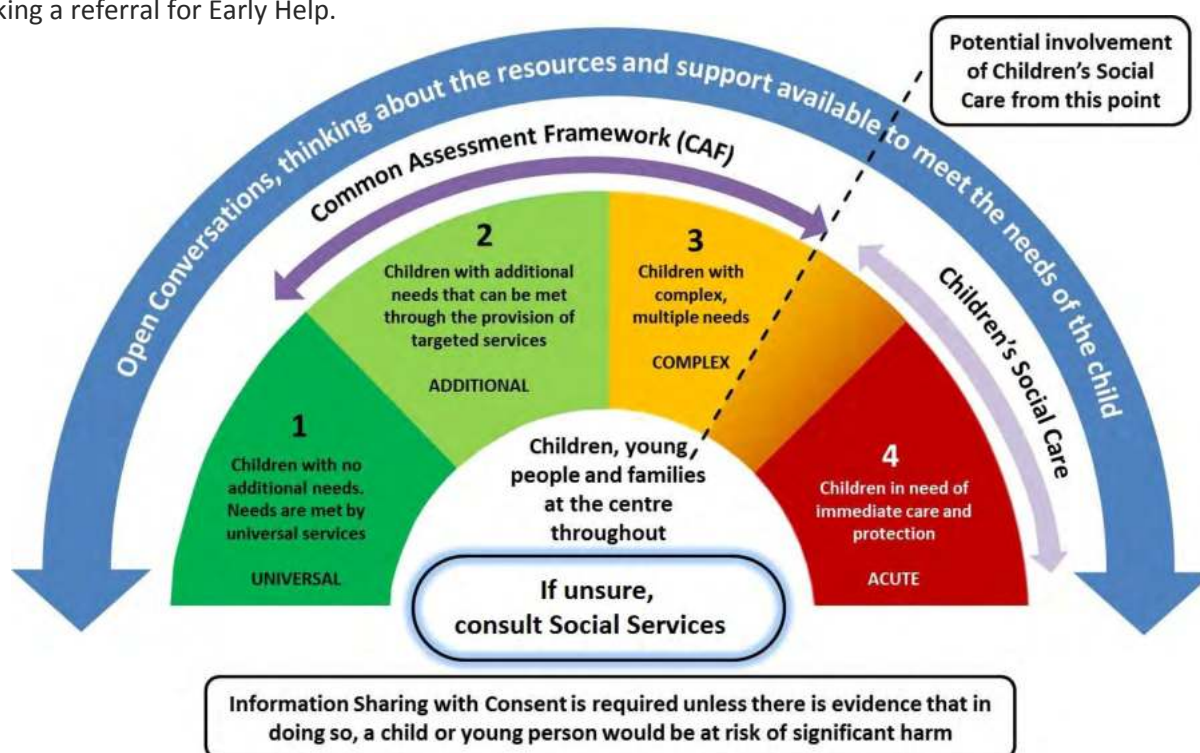 king a referral for Early Help.
Potential involvement
of Children's Social
Care from this point
Open Conversations, thinking about the resources and support available to meet the needs of the child
Common Assessment Framework (CAF)
Children's Social Care
1
Children with no
additional needs.
Needs are met by
universal services
UNIVERSAL
2
Children with additional
needs that can be met
through the provision of
targeted services
ADDITIONAL
3
Children with
complex,
multiple needs
COMPLEX
4
Children in need of
immediate care and
protection
ACUTE
Children, young
people and families
at the centre
throughout
If unsure,
consult Social Services
Information Sharing with Consent is required unless there is evidence that in
doing so, a child or young person would be at risk of significant harm